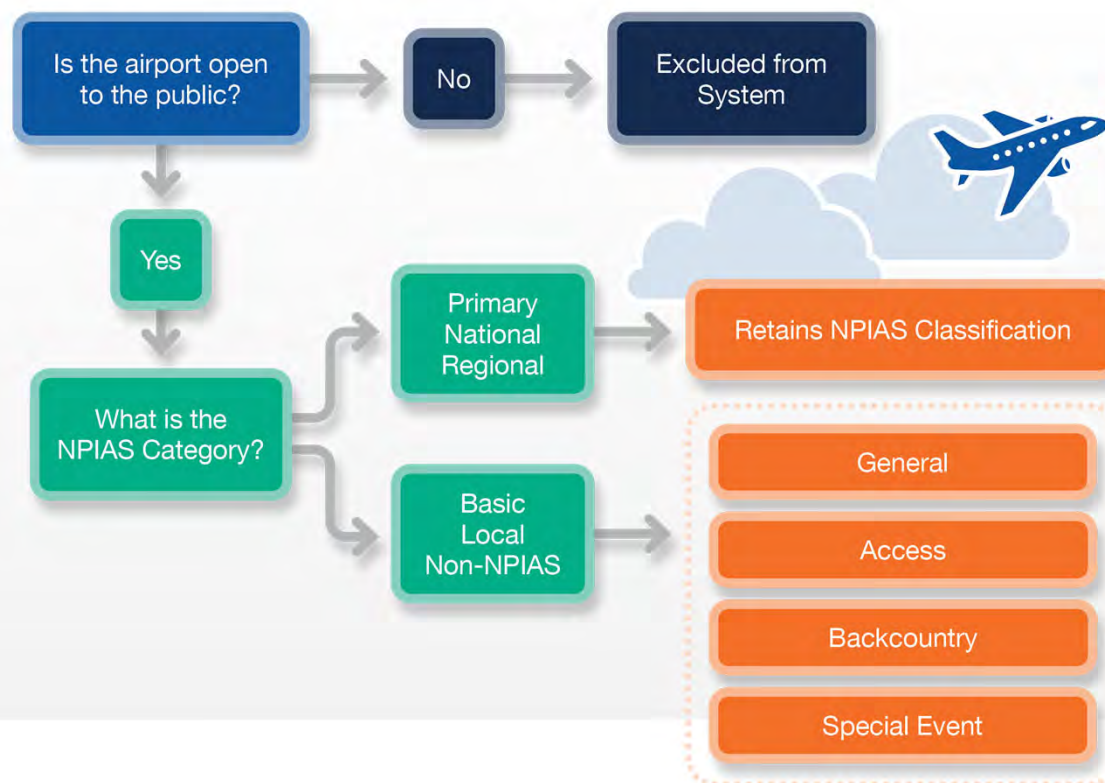 Is the airport open
to the public?
No
Excluded from
System
Yes
What is the
NPIAS Category?
Primary
National
Regional
Retains NPIAS Classification
Basic
Local
Non-NPIAS
General
Access
Backcountry
Special Event